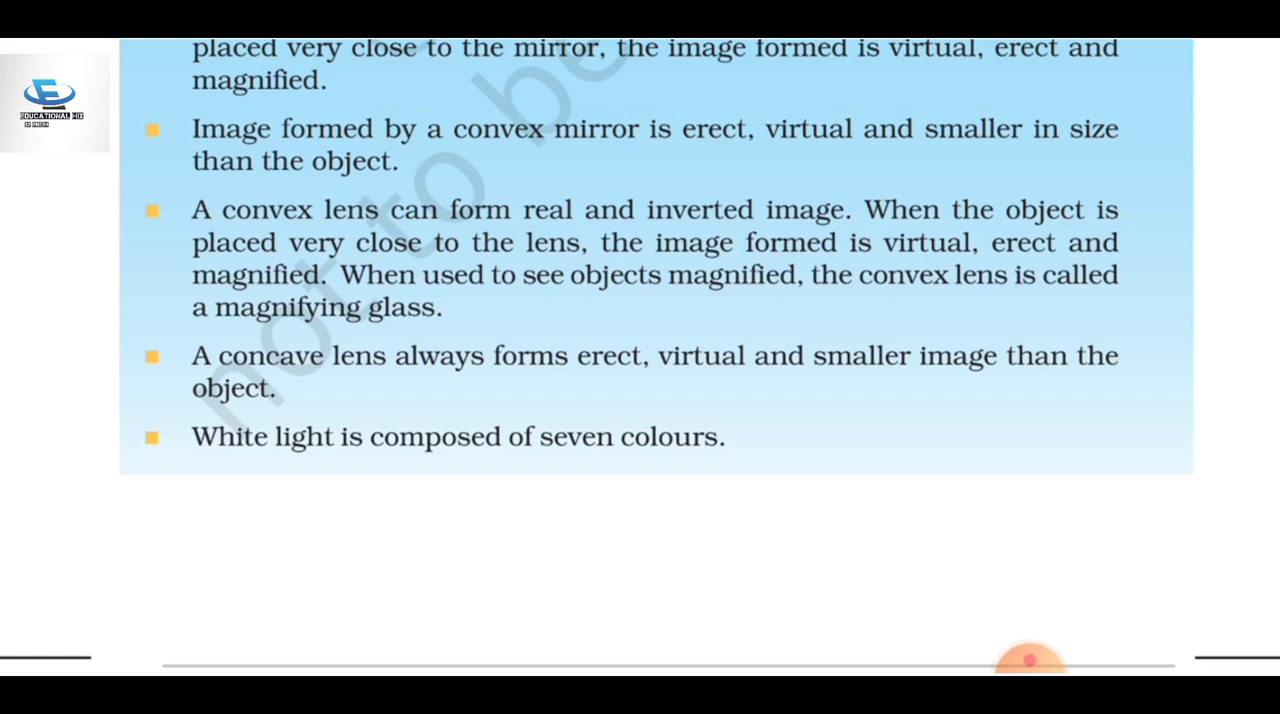 placed very close to the mirror, the image formed is virtual, erect and
magnified.
EDUCATIONAL
Image formed by a convex mirror is erect, virtual and smaller in size
than the object.
A convex lens can form real and inverted image. When the object is
placed very close to the lens, the image formed is virtual, erect and
magnified. When used to see objects magnified, the convex lens is called
a magnifying glass.
A concave lens always forms erect, virtual and smaller image than the
object.
White light is composed of seven colours.
not to be